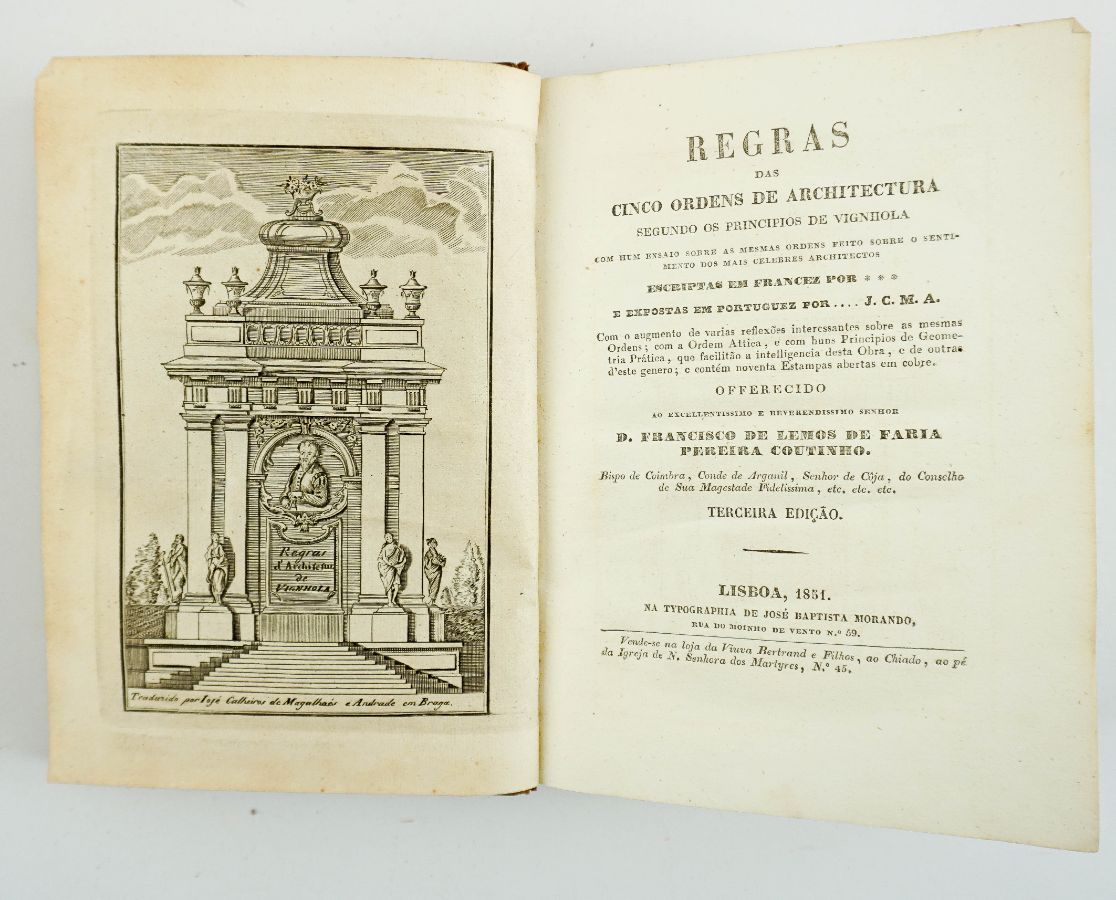 Regras
d'Architetur
de
VIGNHOLA
Traduzido por José Calheiros de Magalhaẽs e Andrade em Braga.
REGRAS
DAS
CINCO ORDENS DE ARCHITECTURA
SEGUNDO OS PRINCIPIOS DE VIGNHOLA
COM HUM ENSAIO SOBRE AS MESMAS ORDENS FEITO SOBRE O SENTI-
MENTO DOS MAIS CELEBRES ARCHITECTOS
ESCRIPTAS EM FRANCEZ POR * * *
E EXPOSTAS EM PORTUGUEZ POR .... J. C. M. A.
Com o augmento de varias reflexões interessantes sobre as mesmas
Ordens; com a Ordem Attica, e com huns Principios de Geome-
tria Prática, que facilitão a intelligencia desta Obra, e de outras
d'este genero; e contém noventa Estampas abertas em cobre.
OFFERECIDO
AO EXCELLENTISSIMO E REVERENDISSIMO SENHOR
D. FRANCISCO DE LEMOS DE FARIA
PEREIRA COUTINHO.
Bispo de Coimbra, Conde de Arganil, Senhor de Côja, do Conselho
de Sua Magestade Fidelissima, etc. etc. etc.
TERCEIRA EDIÇÃO.
LISBOA, 1851.
NA TYPOGRAPHIA DE JOSÉ BAPTISTA MORANDO,
RUA DO MOINHO DE VENTO N.º 59.
Vende-se na loja da Viuva Bertrand e Filhos, ao Chiado, ao pé
da Igreja de N. Senhora dos Martyres, N.º 45.